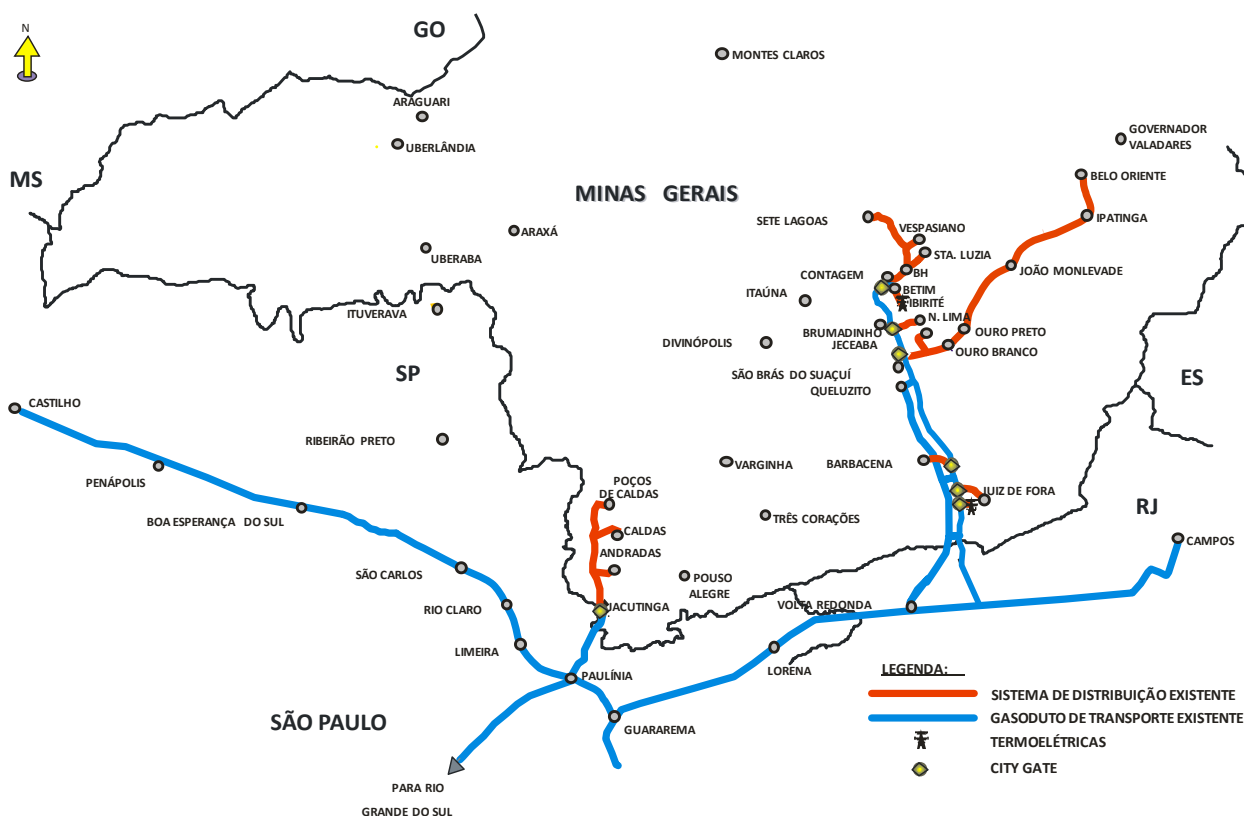 N
GO
MONTES CLAROS
ARAGUARI
GOVERNADOR
VALADARES
UBERLÂNDIA
MS
BELO ORIENTE
MINAS GERAIS
SETE LAGOAS
IPATINGA
VESPASIANO
ARAXÁ
UBERABA
STA. LUZIA
BH
JOÃO MONLEVADE
CONTAGEM
BETIM
ITAÚNA
IBIRITÉ
ITUVERAVA
N. LIMA
BRUMADINHO
OURO PRETO
DIVINÓPOLIS
JECEABA
OURO BRANCO
SP
SÃO BRÁS DO SUAÇUÍ
ES
QUELUZITO
CASTILHO
RIBEIRÃO PRETO
VARGINHA
BARBACENA
PENÁPOLIS
POÇOS
DE CALDAS
JUIZ DE FORA
RJ
BOA ESPERANÇA DO SUL
TRÊS CORAÇÕES
CALDAS
CAMPOS
ANDRADAS
SÃO CARLOS
POUSO
ALEGRE
RIO CLARO
JACUTINGA
VOLTA REDONDA
LIMEIRA
LORENA
PAULÍNIA
LEGENDA:
SISTEMA DE DISTRIBUIÇÃO EXISTENTE
SÃO PAULO
GUARAREMA
GASODUTO DE TRANSPORTE EXISTENTE
TERMOELÉTRICAS
CITY GATE
PARA RIO
GRANDE DO SUL